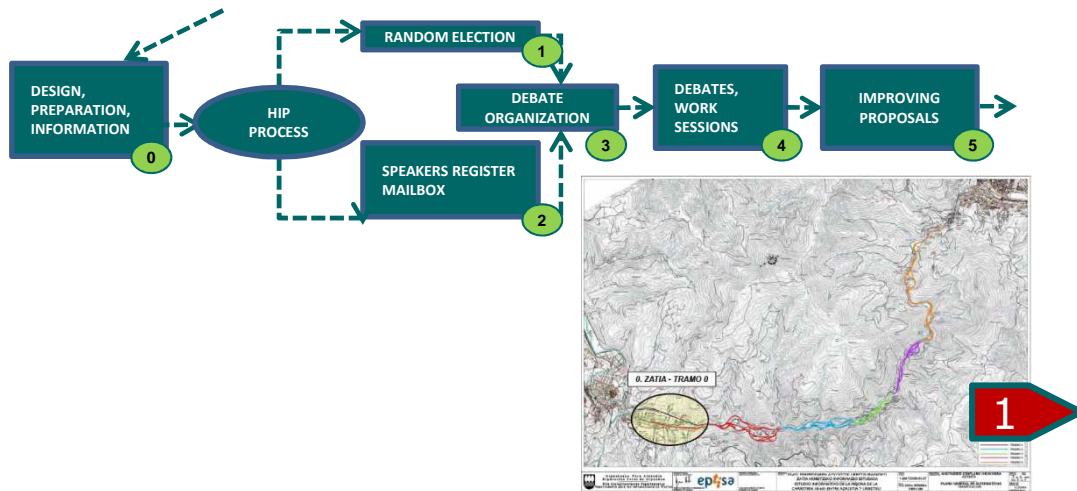 DESIGN,
PREPARATION,
INFORMATION
0
HIP
PROCESS
RANDOM ELECTION
1
SPEAKERS REGISTER
MAILBOX
2
DEBATE
ORGANIZATION
3
DEBATES,
WORK
SESSIONS
4
IMPROVING
PROPOSALS
5
0. ZATIA - TRAMO 0
1
eptisa